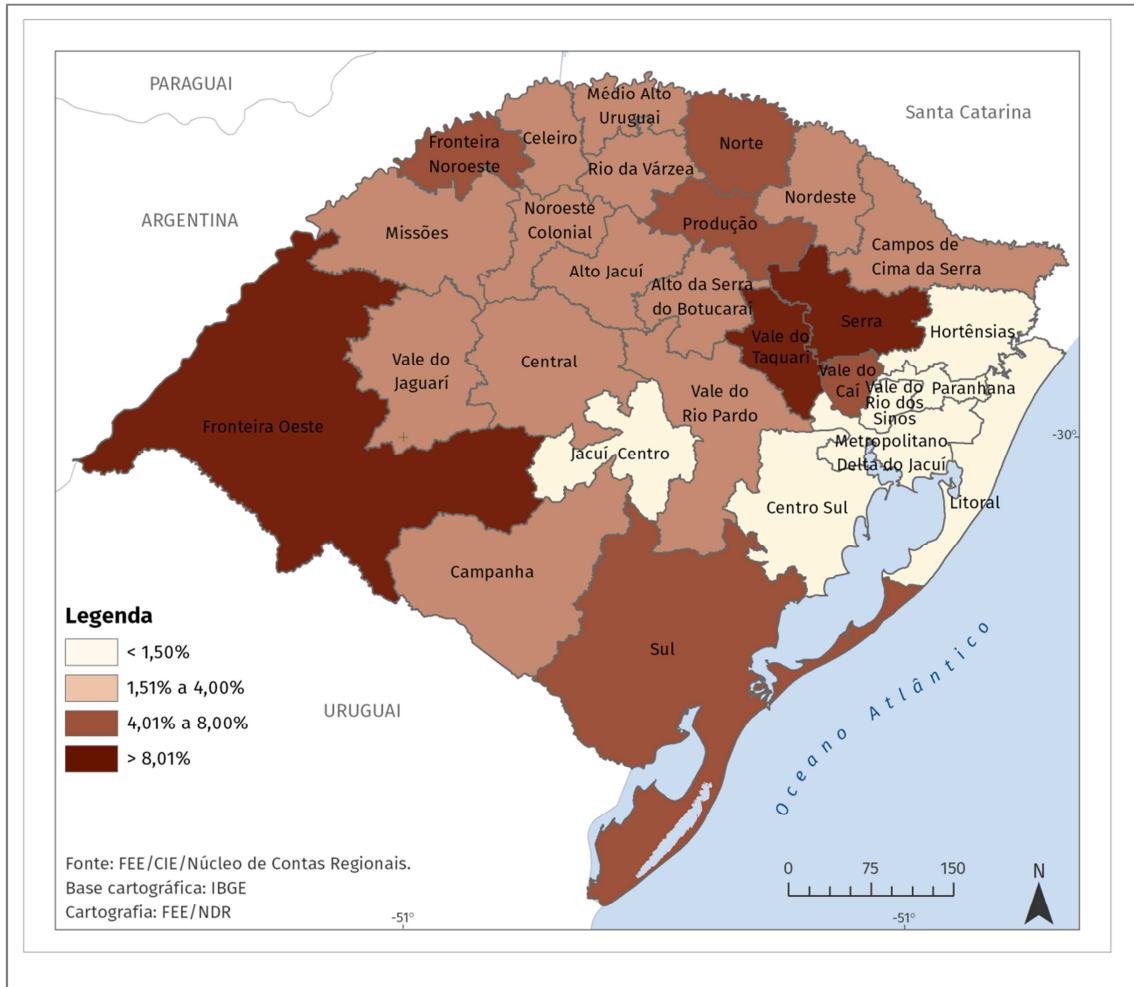 PARAGUAI
Santa Catarina
ARGENTINA
Médio Alto
Uruguai
Celeiro
Fronteira
Noroeste
Norte
Rio da Várzea
Nordeste
Noroeste
Colonial
Missões
Produção
Campos de
Cima da Serra
Alto Jacuí
Alto da Serra
do Botucaraí
Serra
Hortênsias
Vale do
Taquari
Vale do
Jaguarí
Central
Vale do
Caí
Vale do
Rio dos
Sinos
Paranhana
Vale do
Rio Pardo
Fronteira Oeste
-30º
Jacuí Centro
Metropolitano
Delta do Jacuí
Centro Sul
Litoral
Campanha
Sul
URUGUAI
Oceano Atlântico
Legenda
< 1,50%
1,51% a 4,00%
4,01% a 8,00%
> 8,01%
Fonte: FEE/CIE/Núcleo de Contas Regionais.
Base cartográfica: IBGE
Cartografia: FEE/NDR
0 75 150
N
-51º
-51º